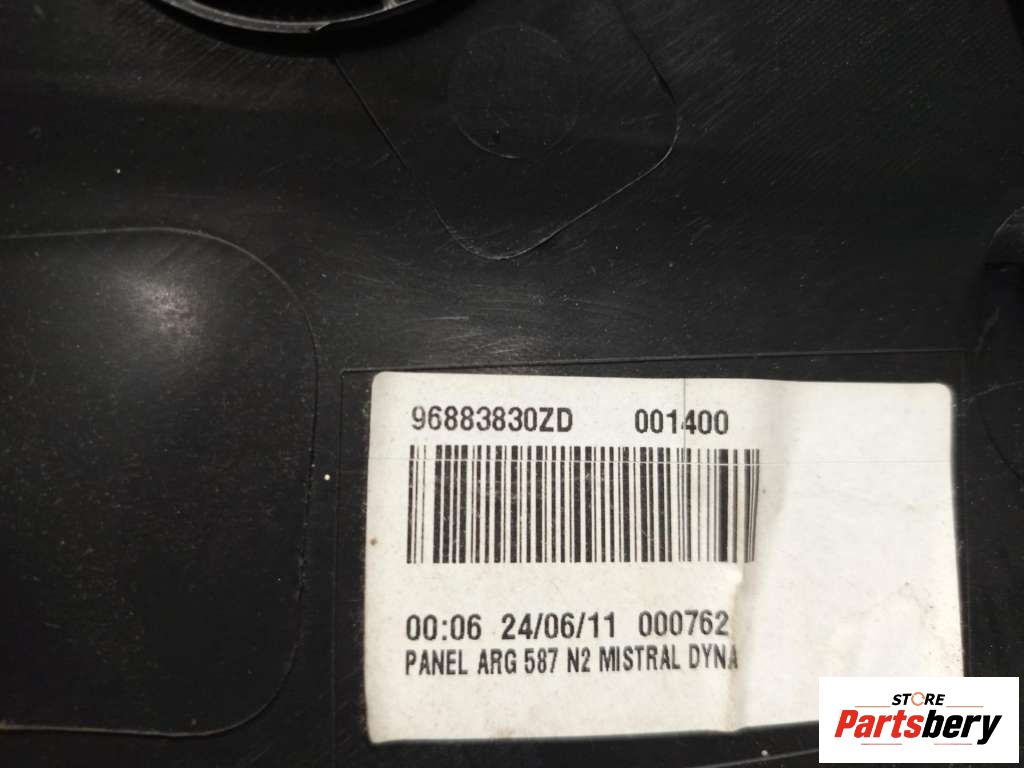 96883830ZD 001400
00:06 24/06/11 000762
PANEL ARG 587 N2 MISTRAL DYNA
STORE
Partsbery